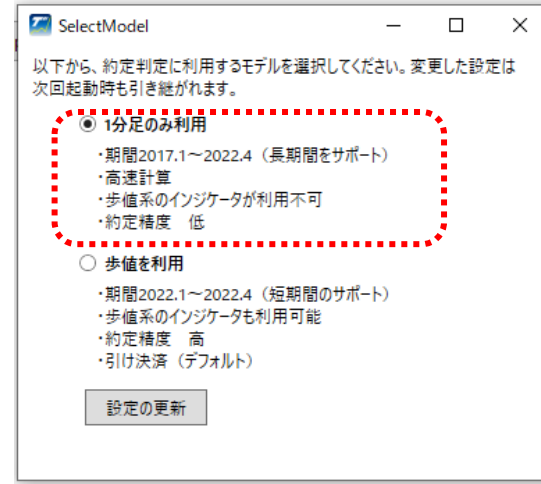 SelectModel
以下から、約定判定に利用するモデルを選択してください。変更した設定は
次回起動時も引き継がれます。
1分足のみ利用
・期間2017.1～2022.4（長期間をサポート）
・高速計算
・歩値系のインジケータが利用不可
・約定精度　低
歩値を利用
・期間2022.1～2022.4（短期間のサポート）
・歩値系のインジケータも利用可能
・約定精度　高
・引け決済（デフォルト）
設定の更新